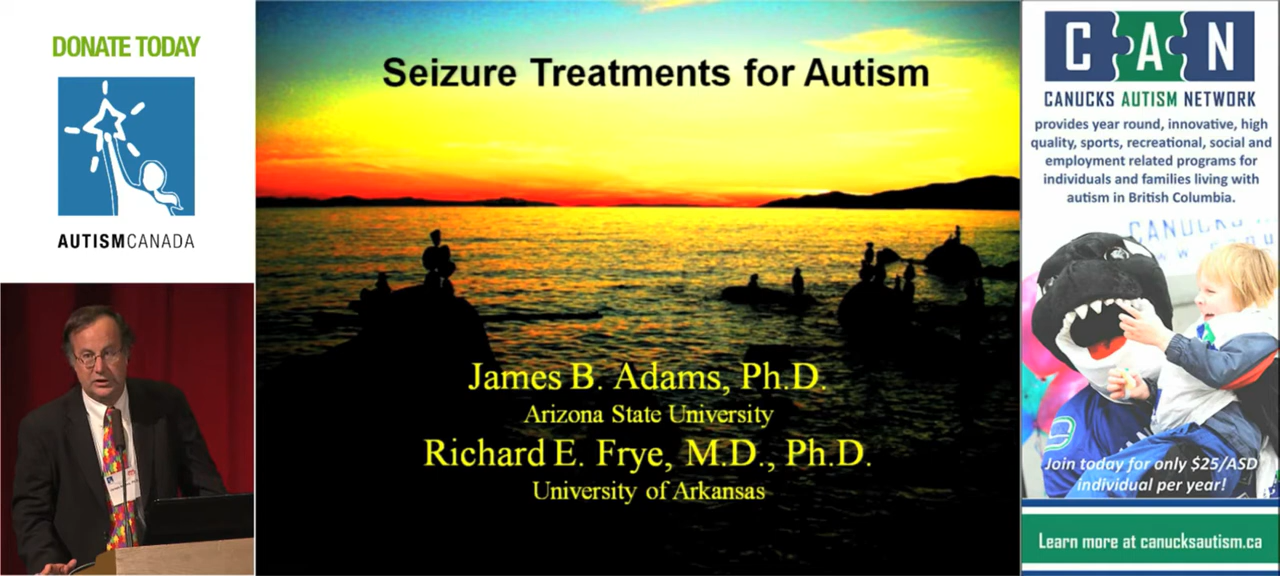 DONATE TODAY
AUTISMCANADA
Seizure Treatments for Autism
James B. Adams, Ph.D.
Arizona State University
Richard E. Frye, M.D., Ph.D.
University of Arkansas
C A N
CANUCKS AUTISM NETWORK
provides year round, innovative, high
quality, sports, recreational, social and
employment related programs for
individuals and families living with
autism in British Columbia.
Join today for only $25/ASD
individual per year!
Learn more at canucksautism.ca